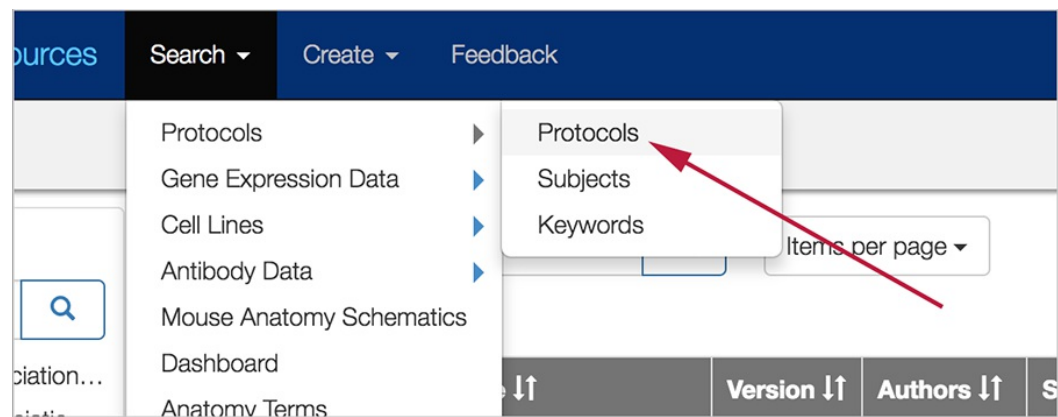 Search Create Feedback
Protocols Protocols
Gene Expression Data Subjects
Cell Lines Keywords
Antibody Data Items per page
Mouse Anatomy Schematics
Dashboard
Version Authors
Anatomy Terms